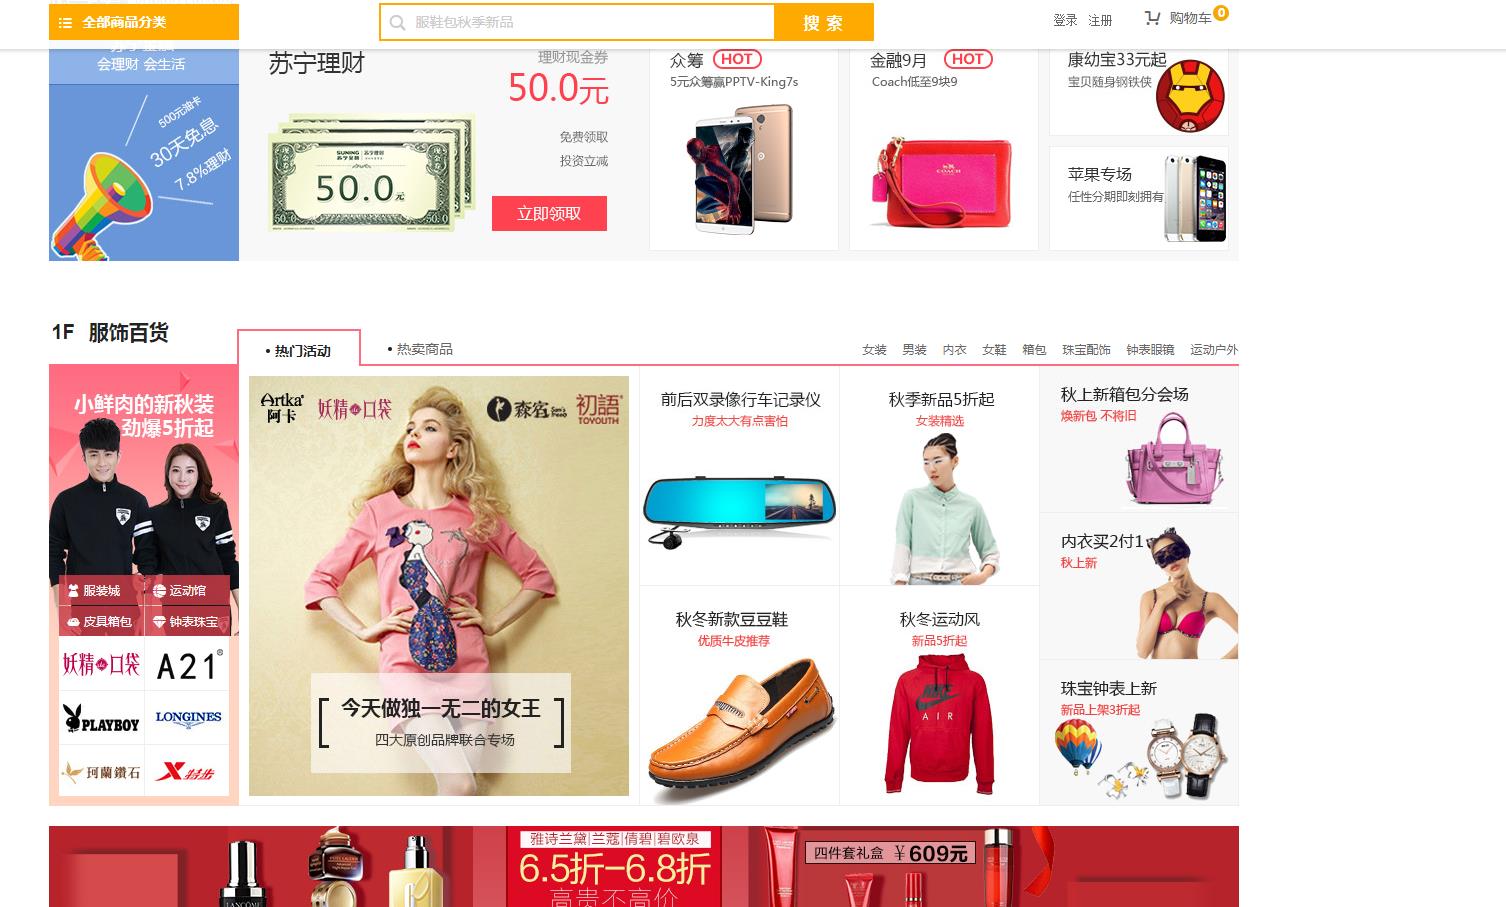 全部商品分类
服鞋包秋季新品
搜 索
登录 注册
购物车 0
会理财 会生活
500元油卡
30天免息
7.8%理财
苏宁理财
理财现金券
50.0元
免费领取
投资立减
立即领取
SUNING 苏宁理财
50.0元
50.0
50.0
众筹 HOT
5元众筹赢PPTV-King7s
金融9月 HOT
Coach低至9块9
COACH
康幼宝33元起
宝贝随身钢铁侠
苹果专场
任性分期即刻拥有
1F 服饰百货
• 热门活动
• 热卖商品
女装 男装 内衣 女鞋 箱包 珠宝配饰 钟表眼镜 运动户外
小鲜肉的新秋装
劲爆5折起
服装城 运动馆
皮具箱包 钟表珠宝
妖精の口袋 A21®
PLAYBOY LONGINES
珂蘭鑽石 X特步
Artka®
阿卡
妖精の口袋
森宿
初語®
TOYOUTH
今天做独一无二的女王
四大原创品牌联合专场
前后双录像行车记录仪
力度太大有点害怕
秋季新品5折起
女装精选
秋冬新款豆豆鞋
优质牛皮推荐
秋冬运动风
新品5折起
NIKE
AIR
秋上新箱包分会场
焕新包 不将旧
内衣买2付1
秋上新
珠宝钟表上新
新品上架3折起
雅诗兰黛|兰蔻|倩碧|碧欧泉
6.5折-6.8折
高贵不高价
四件套礼盒 ￥609元
LANCÔME